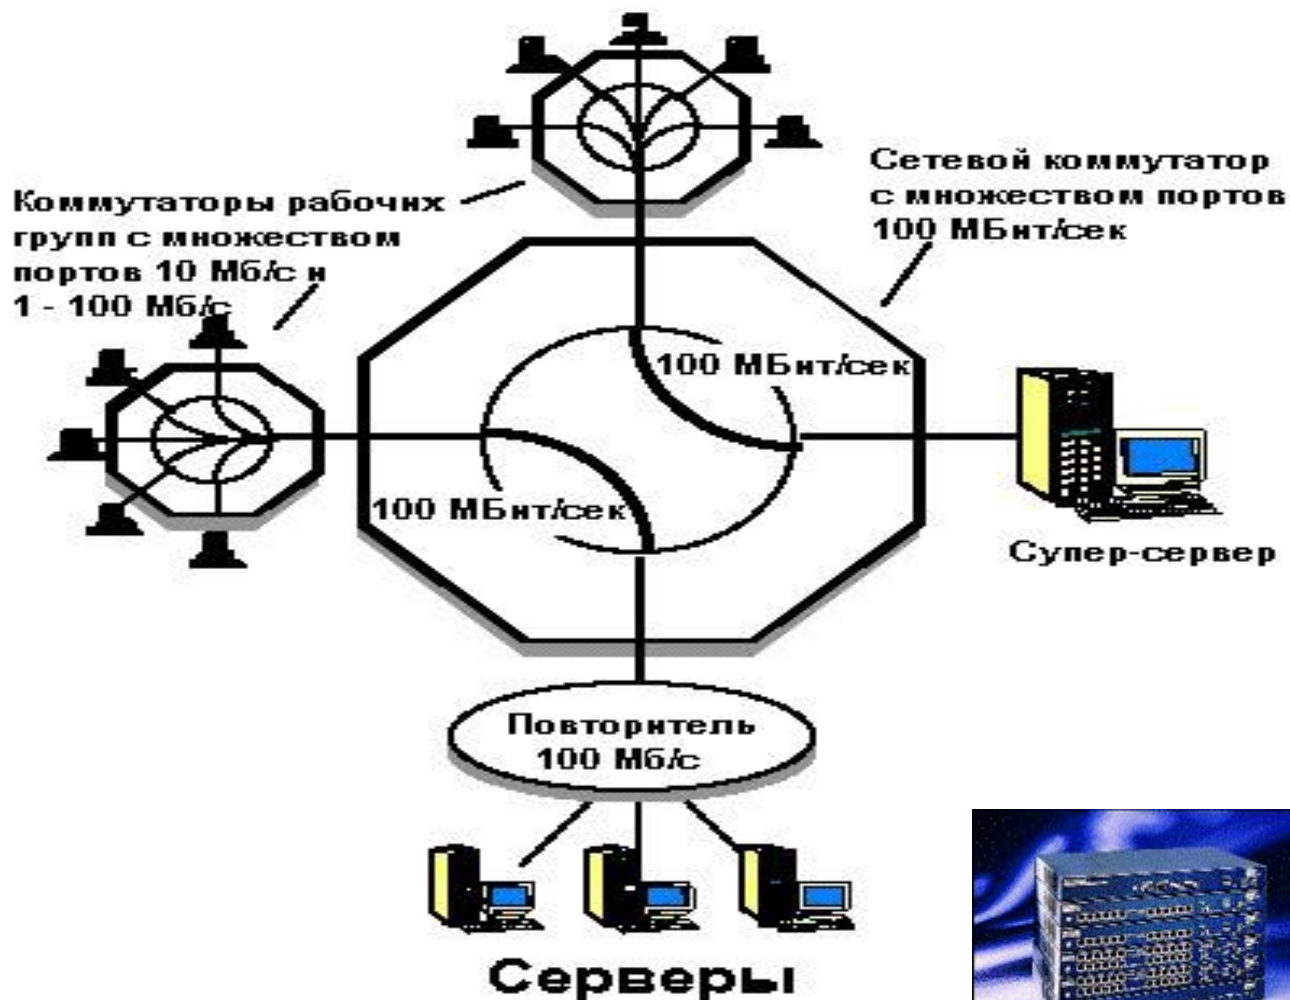 Сетевой коммутатор
с множеством портов
100 МБит/сек
Коммутаторы рабочих
групп с множеством
портов 10 Мб/с и
1 - 100 Мб/с
100 МБит/сек
100 МБит/сек
Супер-сервер
Повторитель
100 Мб/с
Серверы